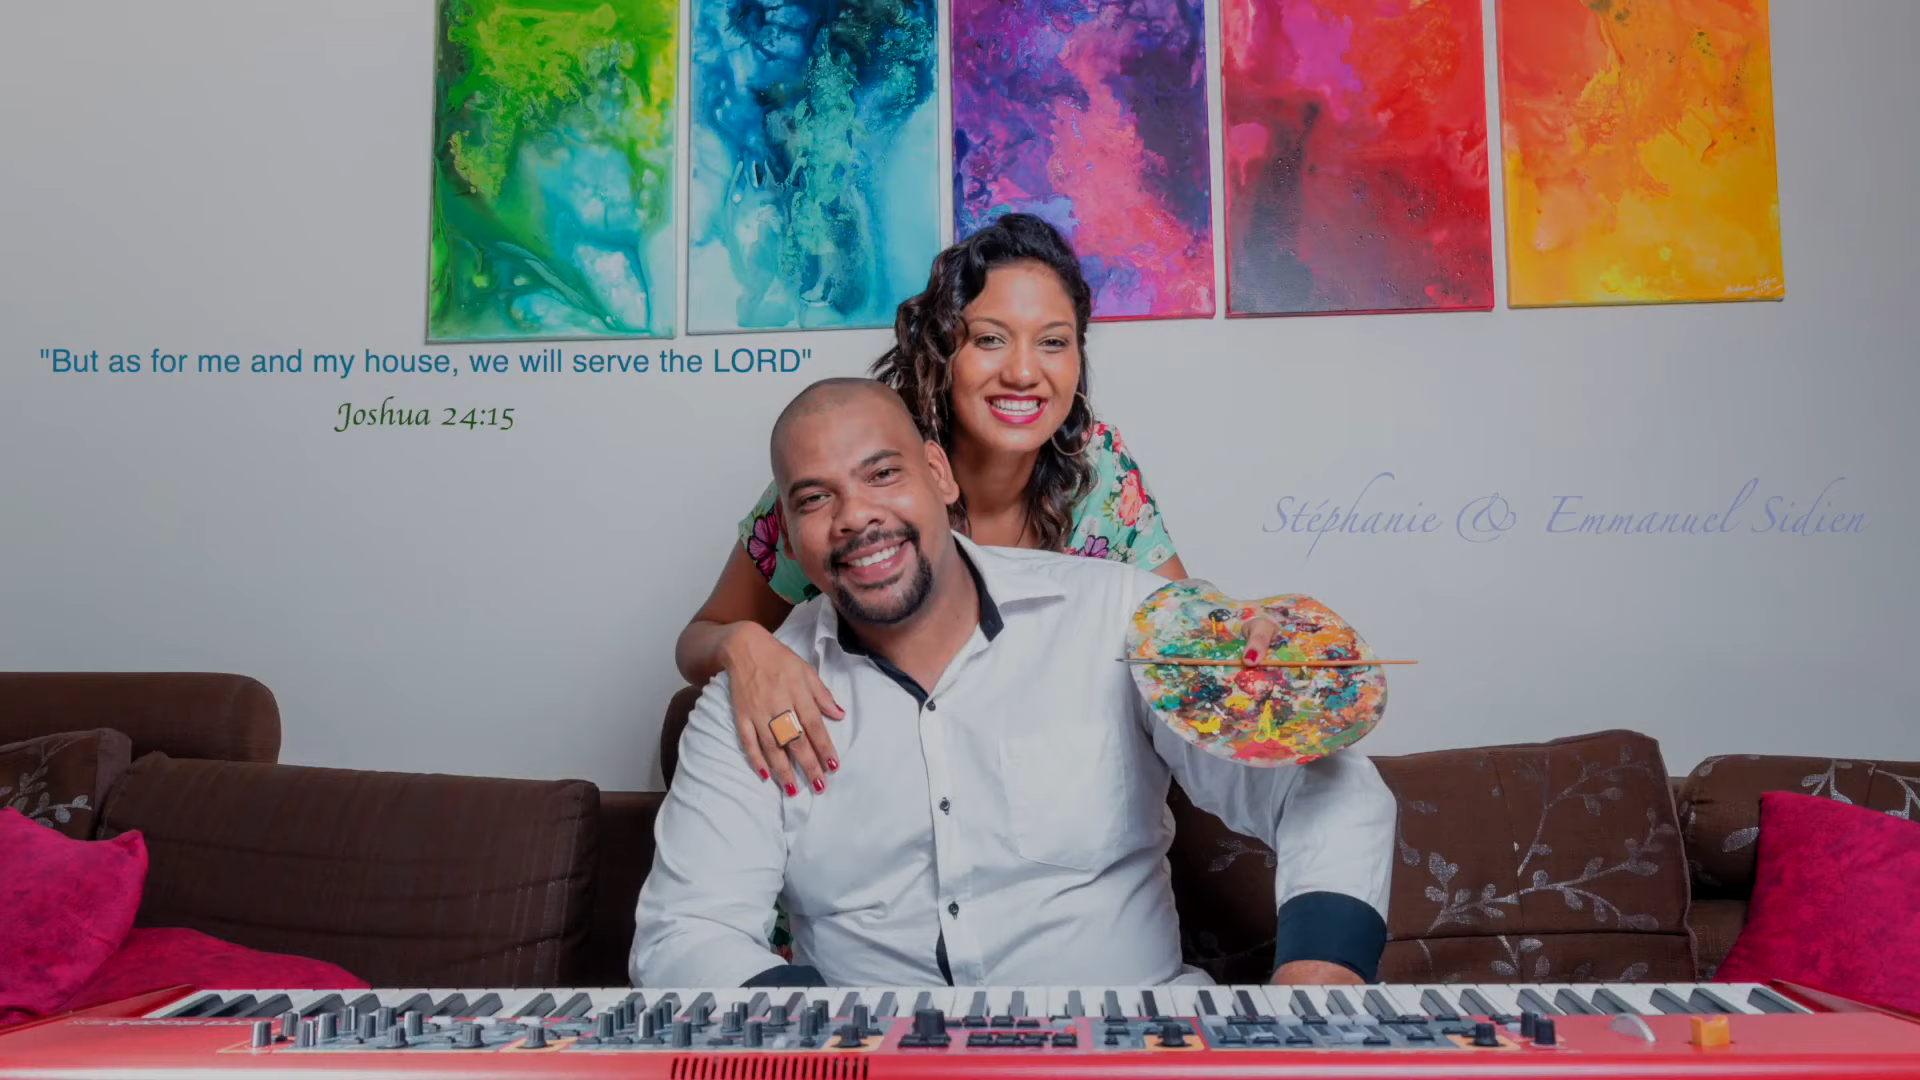 "But as for me and my house, we will serve the LORD"
Joshua 24:15
Stéphanie & Emmanuel Sidien